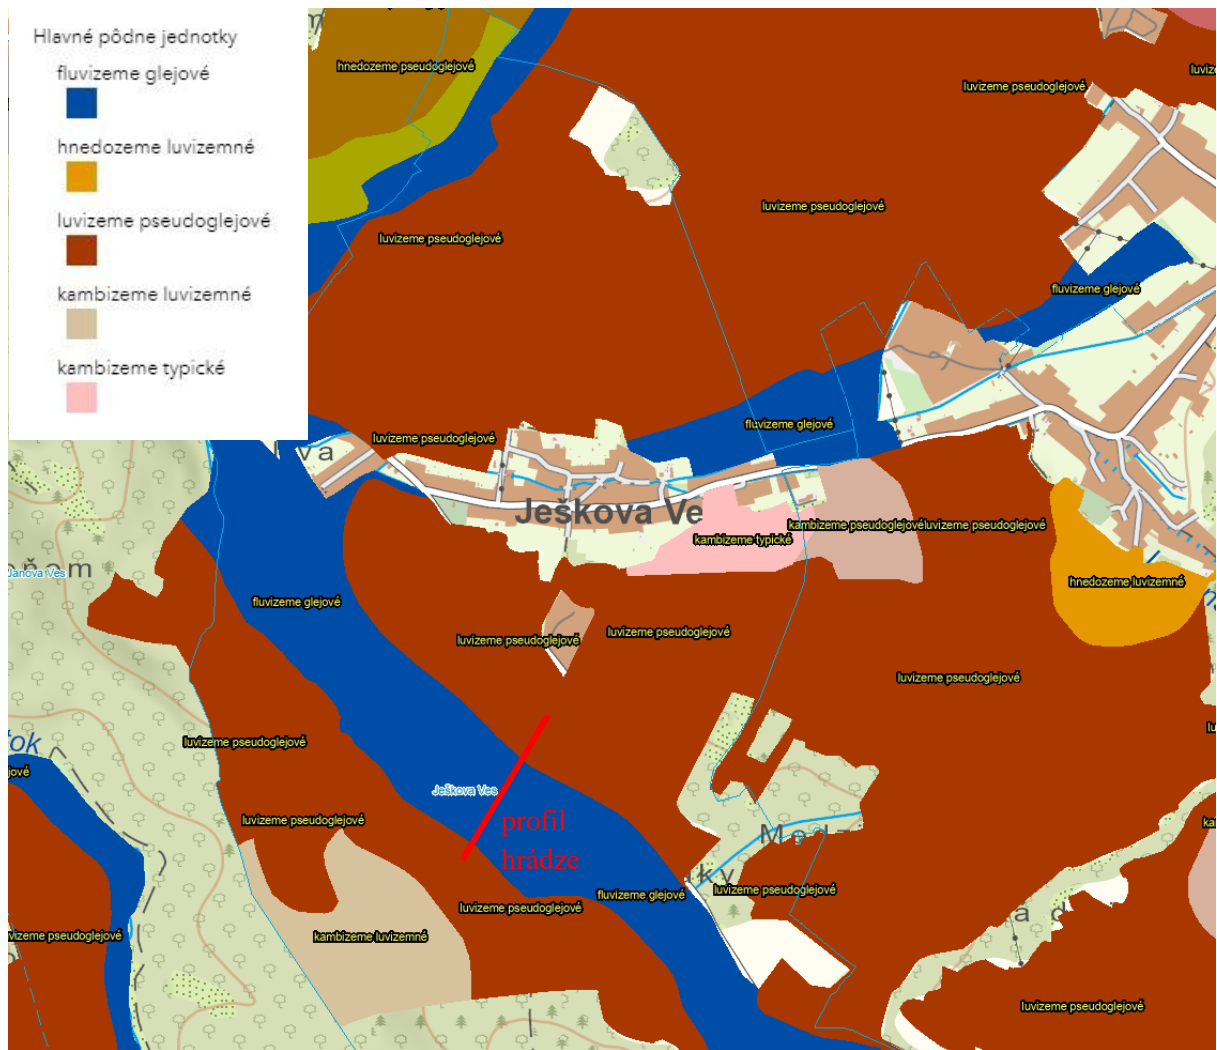 Hlavné pôdne jednotky
fluvizeme glejové
hnedozeme luvizemné
luvizeme pseudoglejové
kambizeme luvizemné
kambizeme typické
hnedozeme pseudoglejové
luvizeme pseudoglejové
luvizeme pseudoglejové
luvizeme pseudoglejové
fluvizeme glejové
luvizeme pseudoglejové
fluvizeme glejové
Ješkova Ve
kambizeme pseudoglejové
luvizeme pseudoglejové
kambizeme typické
Janova Ves
hnedozeme luvizemné
fluvizeme glejové
luvizeme pseudoglejové
luvizeme pseudoglejové
luvizeme pseudoglejové
luvizeme pseudoglejové
Ješkova Ves
profil
hrádze
luvizeme pseudoglejové
luvizeme pseudoglejové
fluvizeme glejové
luvizeme pseudoglejové
kambizeme luvizemné
luvizeme pseudoglejové